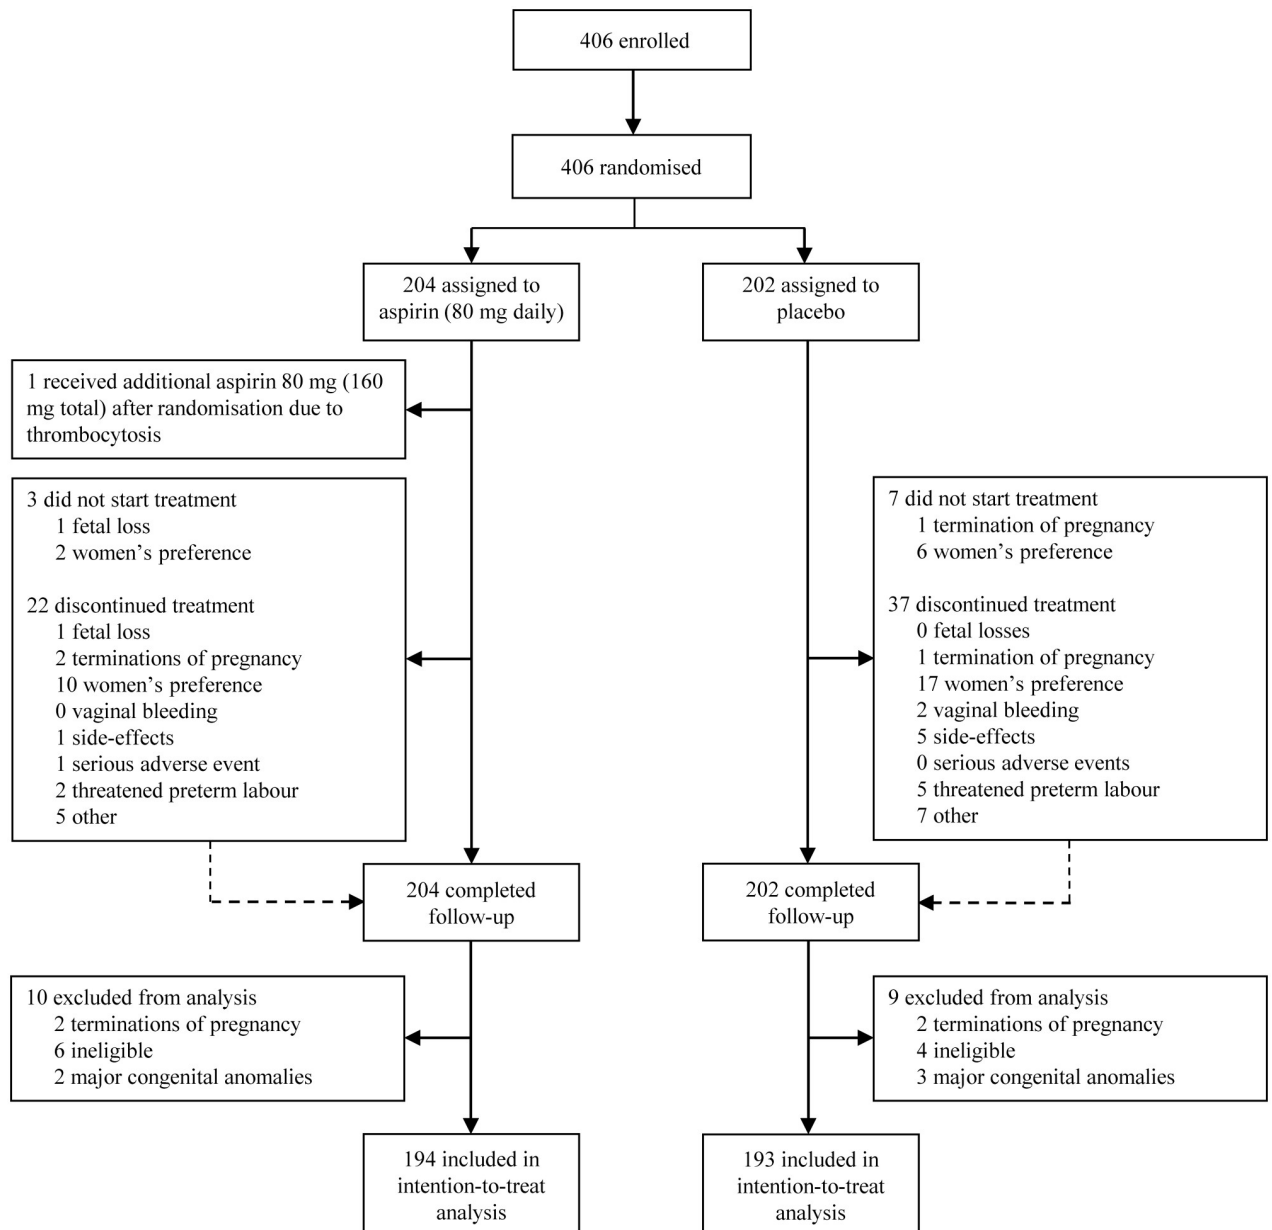 406 enrolled
406 randomised
204 assigned to
aspirin (80 mg daily)
202 assigned to
placebo
1 received additional aspirin 80 mg (160
mg total) after randomisation due to
thrombocytosis
3 did not start treatment
1 fetal loss
2 women’s preference
22 discontinued treatment
1 fetal loss
2 terminations of pregnancy
10 women’s preference
0 vaginal bleeding
1 side-effects
1 serious adverse event
2 threatened preterm labour
5 other
7 did not start treatment
1 termination of pregnancy
6 women’s preference
37 discontinued treatment
0 fetal losses
1 termination of pregnancy
17 women’s preference
2 vaginal bleeding
5 side-effects
0 serious adverse events
5 threatened preterm labour
7 other
204 completed
follow-up
202 completed
follow-up
10 excluded from analysis
2 terminations of pregnancy
6 ineligible
2 major congenital anomalies
9 excluded from analysis
2 terminations of pregnancy
4 ineligible
3 major congenital anomalies
194 included in
intention-to-treat
analysis
193 included in
intention-to-treat
analysis